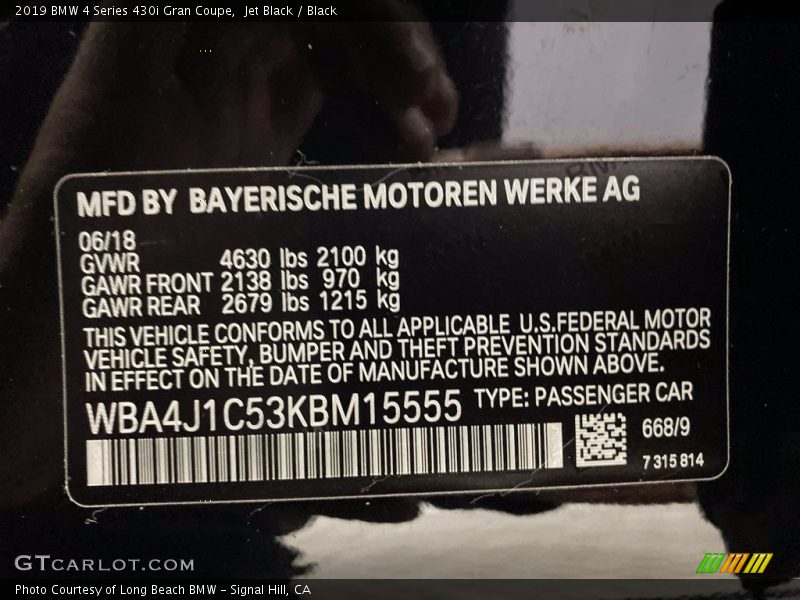 2019 BMW 4 Series 430i Gran Coupe,  Jet Black / Black
MFD BY BAYERISCHE MOTOREN WERKE AG
06/18
GVWR 4630 lbs 2100 kg
GAWR FRONT 2138 lbs 970 kg
GAWR REAR 2679 lbs 1215 kg
THIS VEHICLE CONFORMS TO ALL APPLICABLE U.S.FEDERAL MOTOR
VEHICLE SAFETY, BUMPER AND THEFT PREVENTION STANDARDS
IN EFFECT ON THE DATE OF MANUFACTURE SHOWN ABOVE.
WBA4J1C53KBM15555 TYPE: PASSENGER CAR
668/9
7 315 814
GTCARLOT.COM
Photo Courtesy of Long Beach BMW - Signal Hill, CA